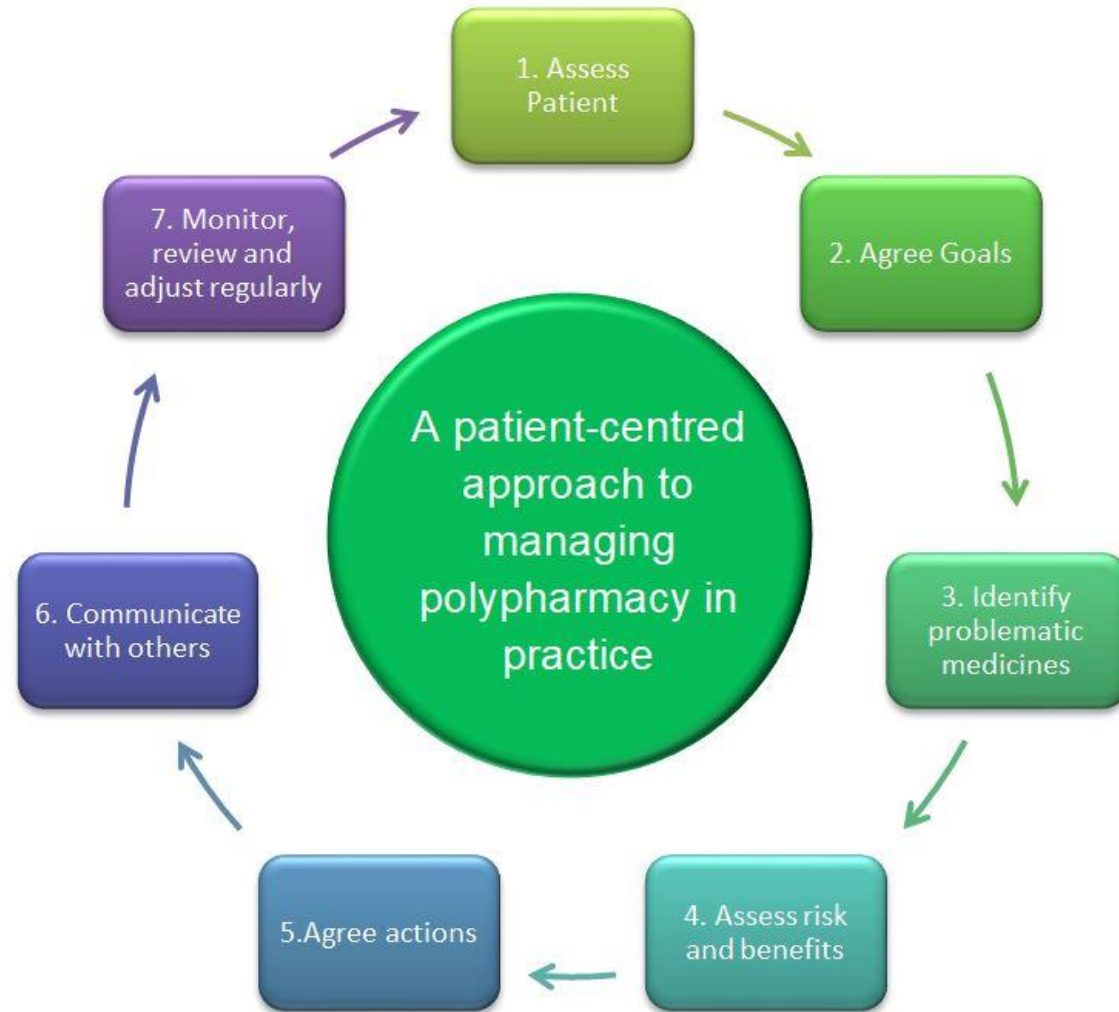 1. Assess
Patient
2. Agree Goals
3. Identify
problematic
medicines
4. Assess risk
and benefits
5.Agree actions
6. Communicate
with others
7. Monitor,
review and
adjust regularly
A patient-centred
approach to
managing
polypharmacy in
practice